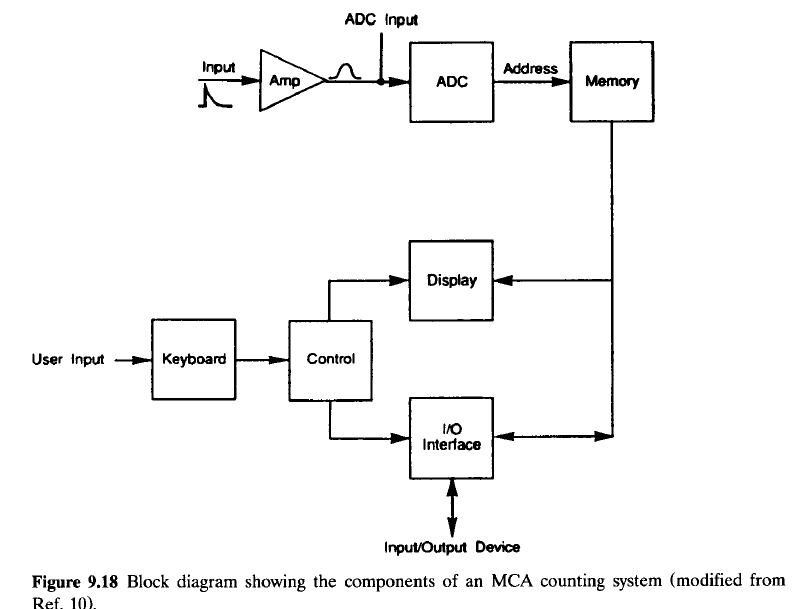 ADC Input
Input
Amp
ADC
Address
Memory
Display
User Input
Keyboard
Control
I/O
Interface
Input/Output Device
Figure 9.18 Block diagram showing the components of an MCA counting system (modified from
Ref. 10).